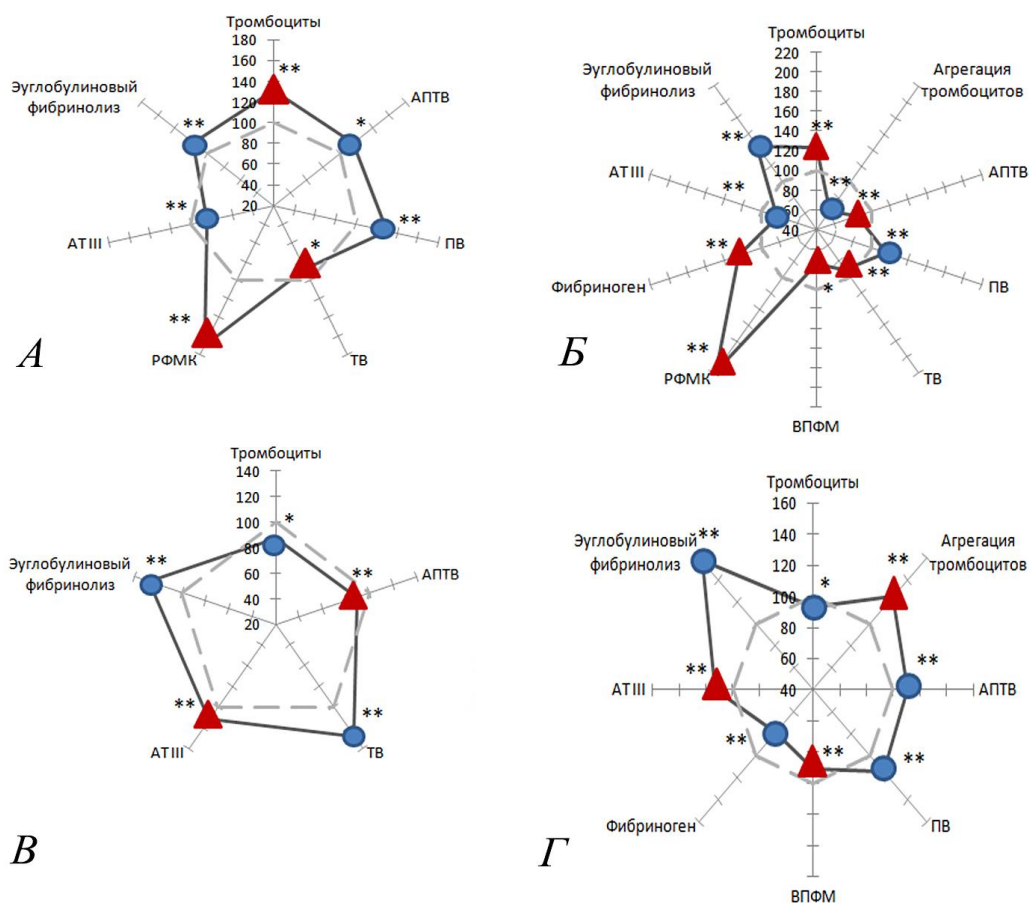 Тромбоциты
180
160
140
120
100
80
60
40
20
**
АПТВ
*
ПВ
**
ТВ
*
РФМК
**
АТIII
**
Эуглобулиновый
фибринолиз
**
А
Тромбоциты
220
200
180
160
140
120
100
80
60
40
**
Агрегация
тромбоцитов
**
АПТВ
**
ПВ
**
ТВ
**
ВПФМ
*
РФМК
**
Фибриноген
**
АТIII
**
Эуглобулиновый
фибринолиз
**
Б
Тромбоциты
140
120
100
80
60
40
20
*
АПТВ
**
ТВ
**
АТIII
**
Эуглобулиновый
фибринолиз
**
В
Тромбоциты
160
140
120
100
80
60
40
*
Агрегация
тромбоцитов
**
АПТВ
**
ПВ
**
ВПФМ
**
Фибриноген
**
АТIII
**
Эуглобулиновый
фибринолиз
**
Г